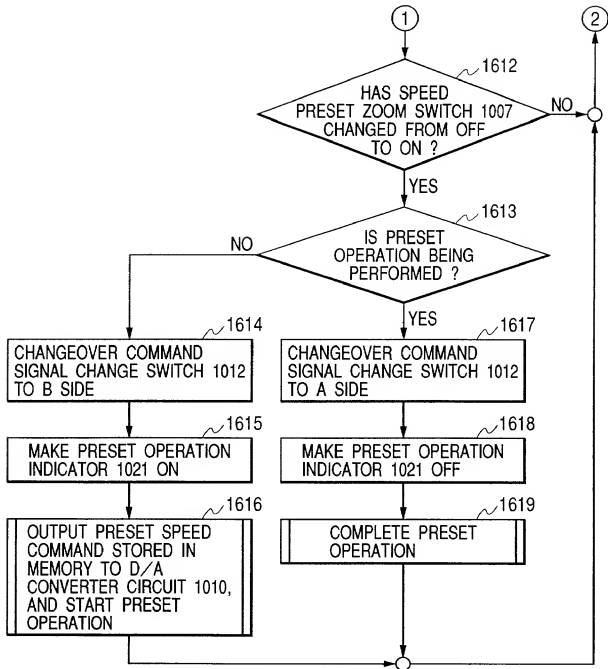 1
2
1612
HAS SPEED
PRESET ZOOM SWITCH 1007
CHANGED FROM OFF
TO ON ?
NO
YES
1613
IS PRESET
OPERATION BEING
PERFORMED ?
NO
YES
1614
CHANGEOVER COMMAND
SIGNAL CHANGE SWITCH 1012
TO B SIDE
1617
CHANGEOVER COMMAND
SIGNAL CHANGE SWITCH 1012
TO A SIDE
1615
MAKE PRESET OPERATION
INDICATOR 1021 ON
1618
MAKE PRESET OPERATION
INDICATOR 1021 OFF
1616
OUTPUT PRESET SPEED
COMMAND STORED IN
MEMORY TO D/A
CONVERTER CIRCUIT 1010,
AND START PRESET
OPERATION
1619
COMPLETE PRESET
OPERATION